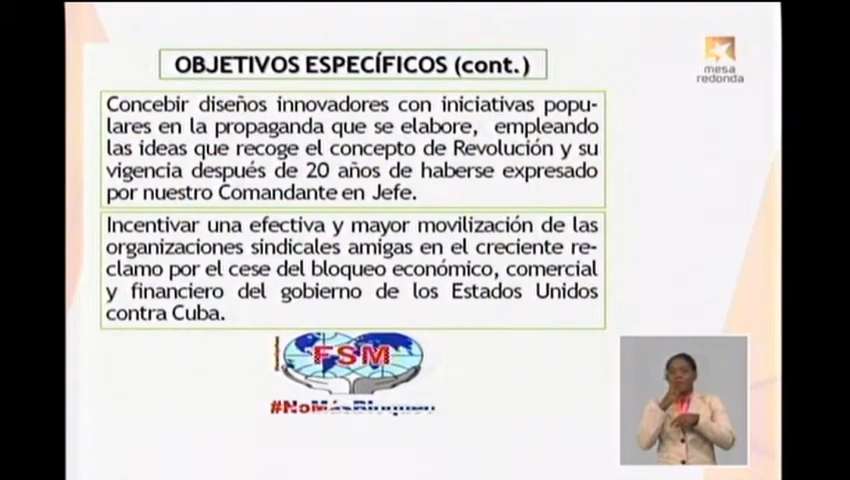 OBJETIVOS ESPECÍFICOS (cont.)
mesa
redonda
Concebir diseños innovadores con iniciativas popu-
lares en la propaganda que se elabore, empleando
las ideas que recoge el concepto de Revolución y su
vigencia después de 20 años de haberse expresado
por nuestro Comandante en Jefe.
Incentivar una efectiva y mayor movilización de las
organizaciones sindicales amigas en el creciente re-
clamo por el cese del bloqueo económico, comercial
y financiero del gobierno de los Estados Unidos
contra Cuba.
FSM
#NoMásBloqueo